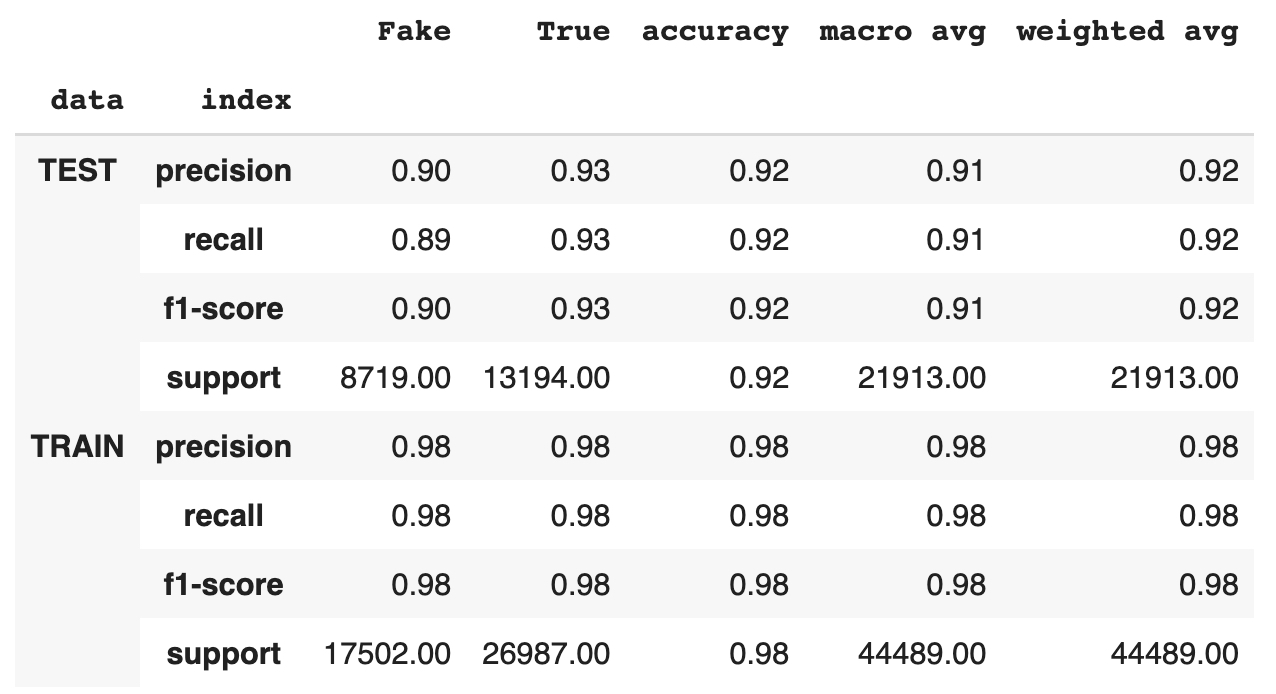 Fake True accuracy macro avg weighted avg
data index
TEST precision 0.90 0.93 0.92 0.91 0.92
recall 0.89 0.93 0.92 0.91 0.92
f1-score 0.90 0.93 0.92 0.91 0.92
support 8719.00 13194.00 0.92 21913.00 21913.00
TRAIN precision 0.98 0.98 0.98 0.98 0.98
recall 0.98 0.98 0.98 0.98 0.98
f1-score 0.98 0.98 0.98 0.98 0.98
support 17502.00 26987.00 0.98 44489.00 44489.00